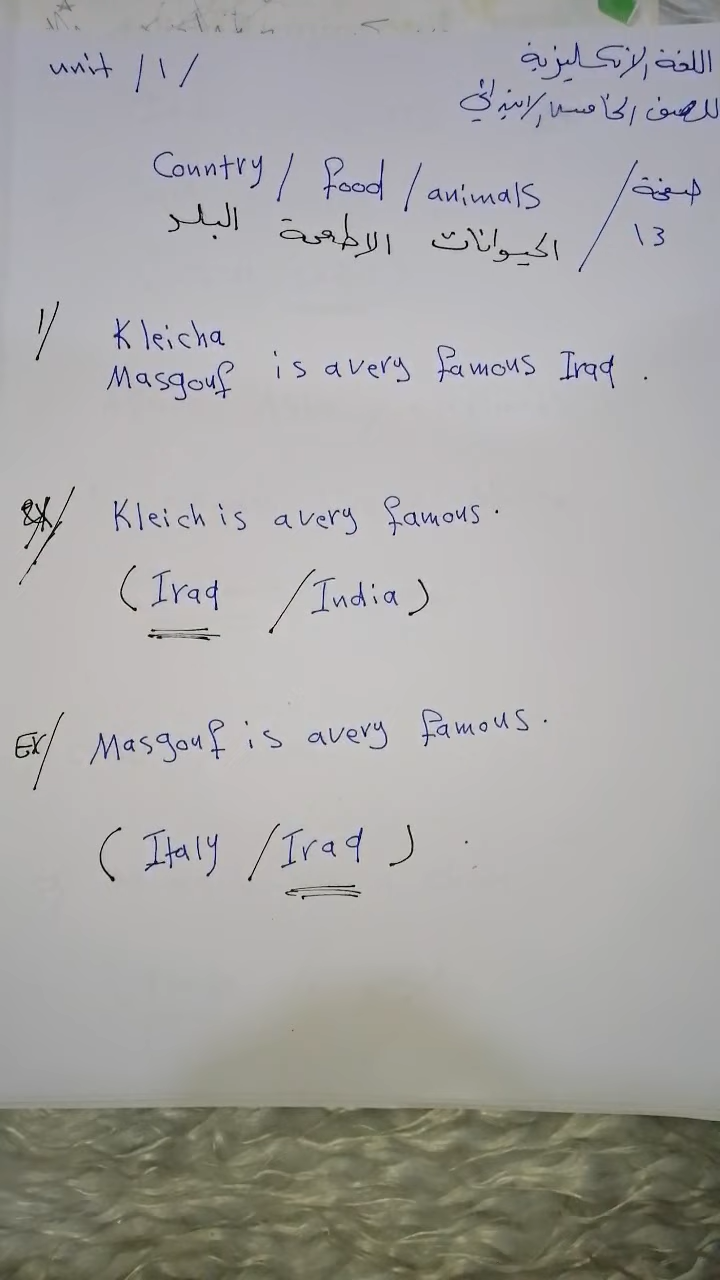 unit /1/
اللغة الانكليزية
للصف الخامس الابتدائي
Country / food / animals
البلد الاطعمة الحيوانات
صفحة
13
1/ Kleicha
Masgouf is avery famous Iraq .
EX/ Kleich is avery famous.
(Iraq / India)
EX/ Masgouf is avery famous.
( Italy / Iraq ) .